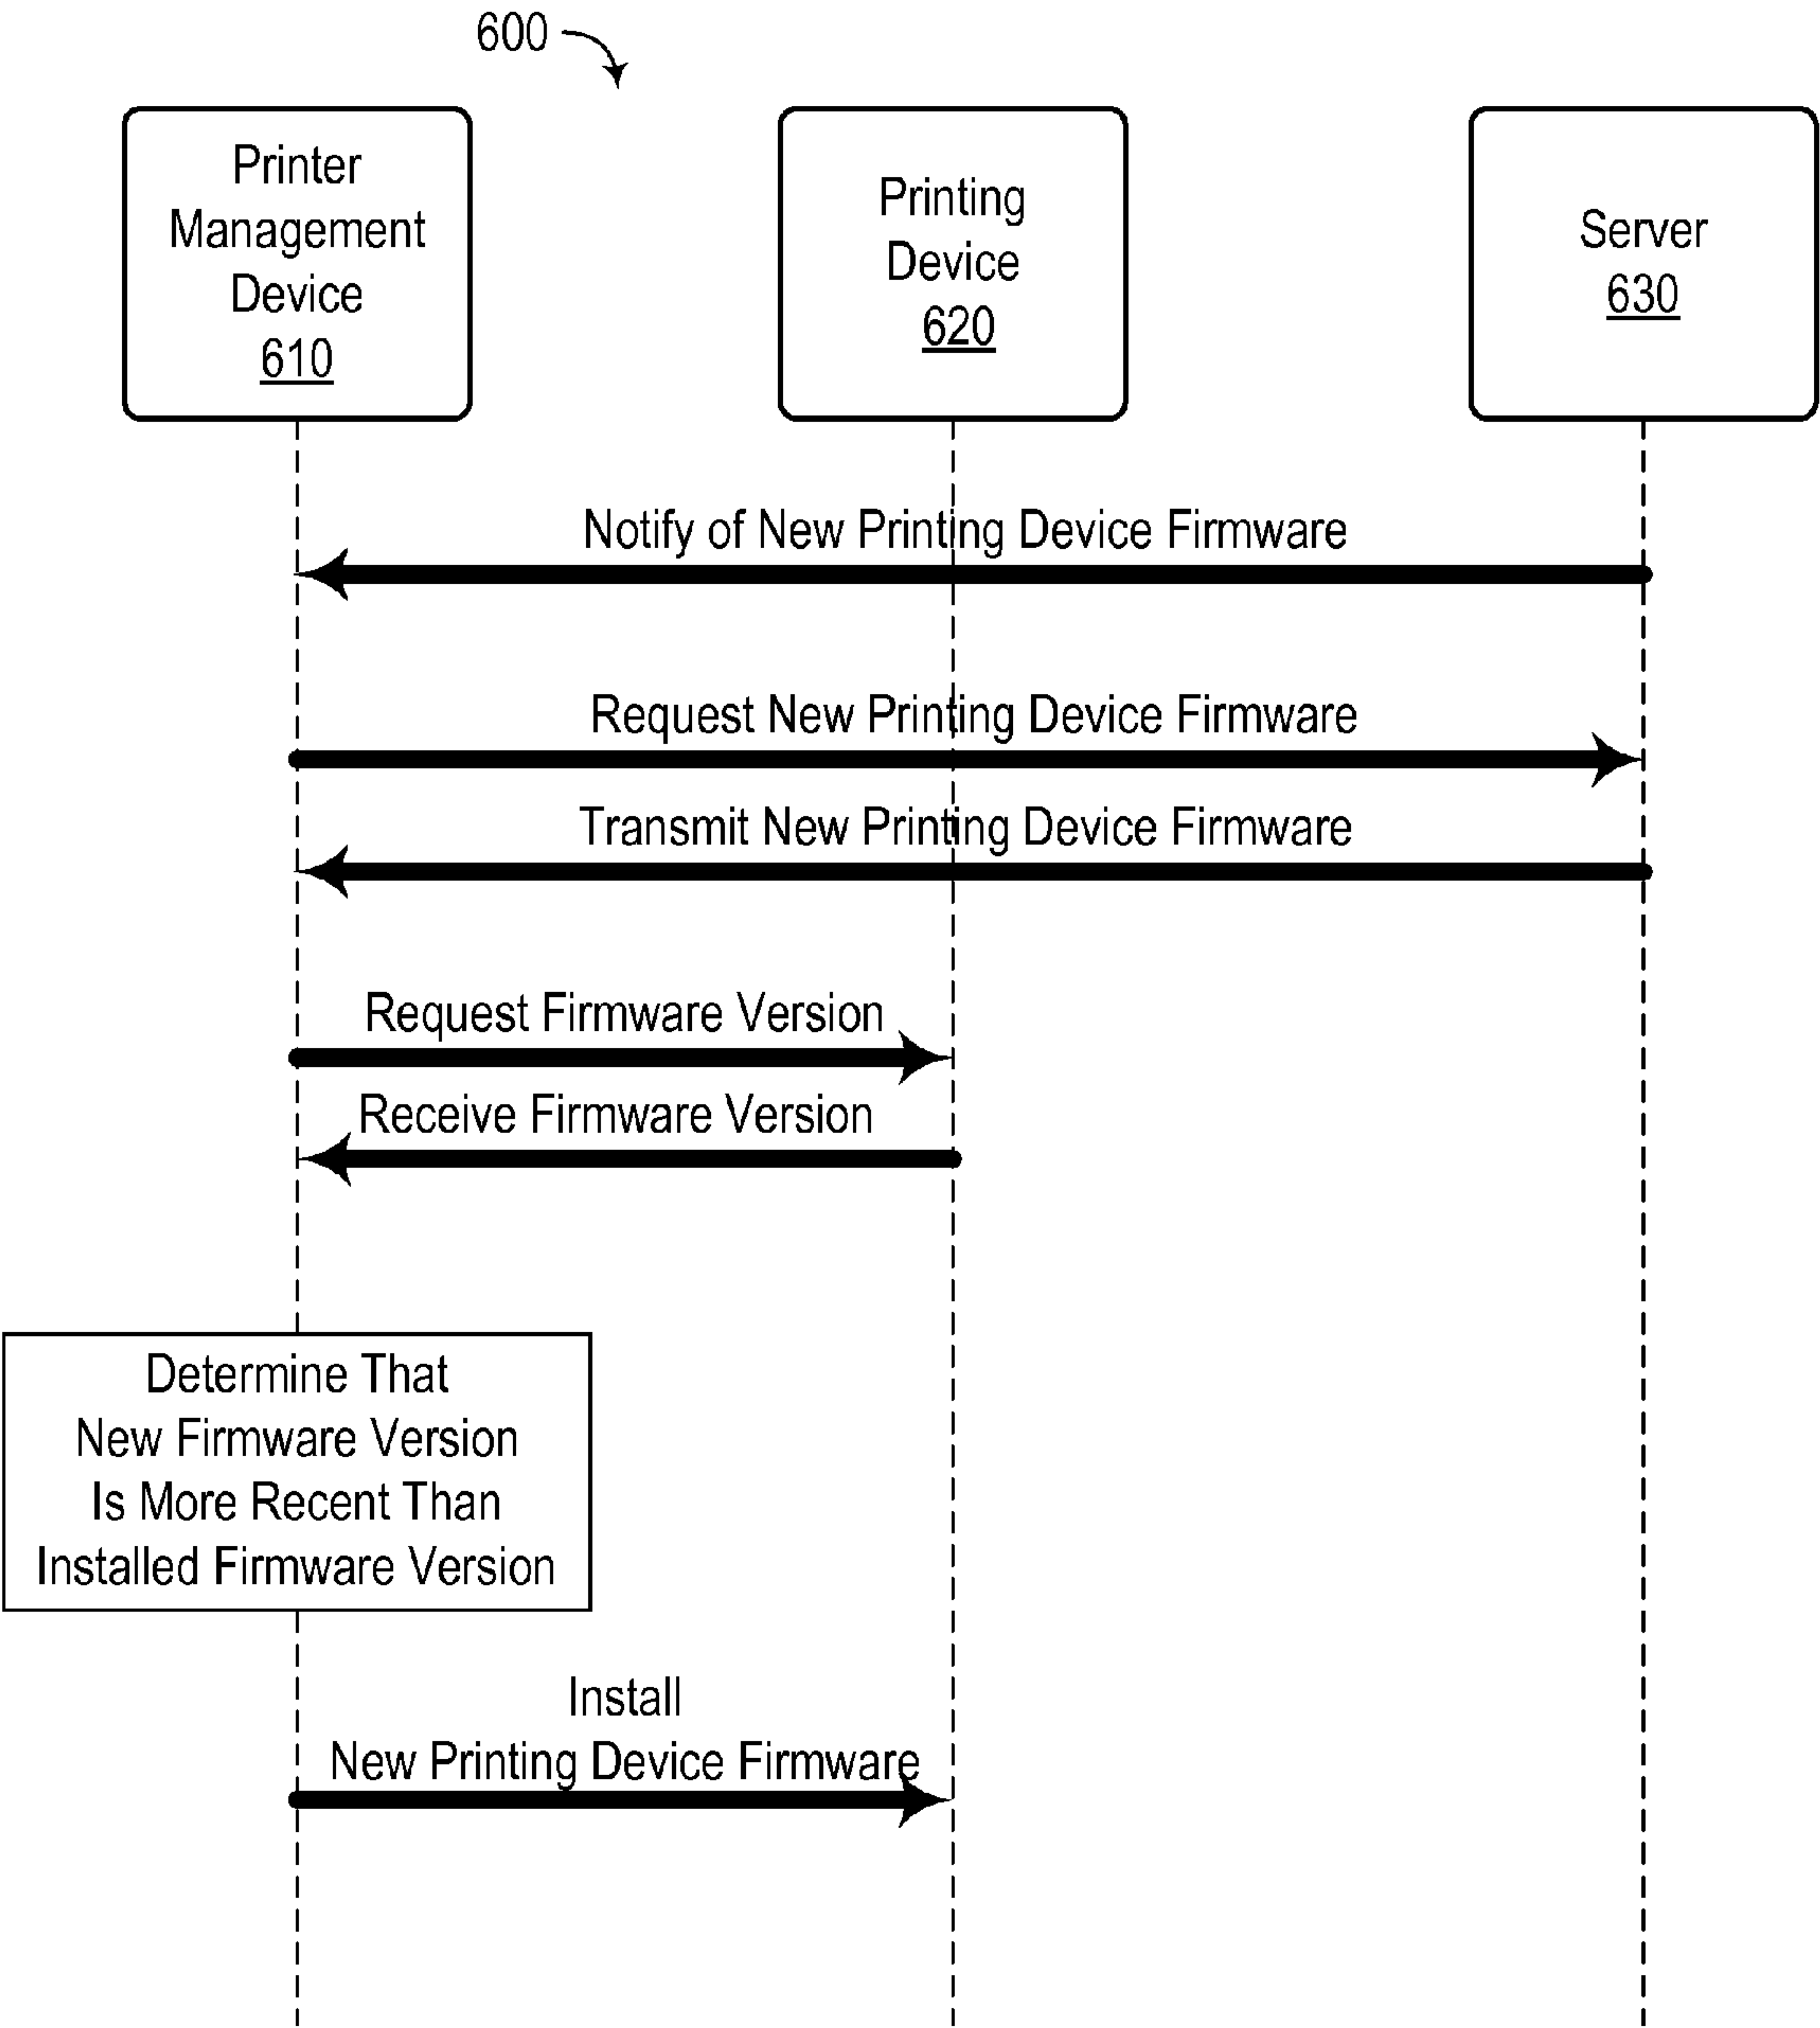 600
Printer
Management
Device
610
Printing
Device
620
Server
630
Notify of New Printing Device Firmware
Request New Printing Device Firmware
Transmit New Printing Device Firmware
Request Firmware Version
Receive Firmware Version
Determine That
New Firmware Version
Is More Recent Than
Installed Firmware Version
Install
New Printing Device Firmware